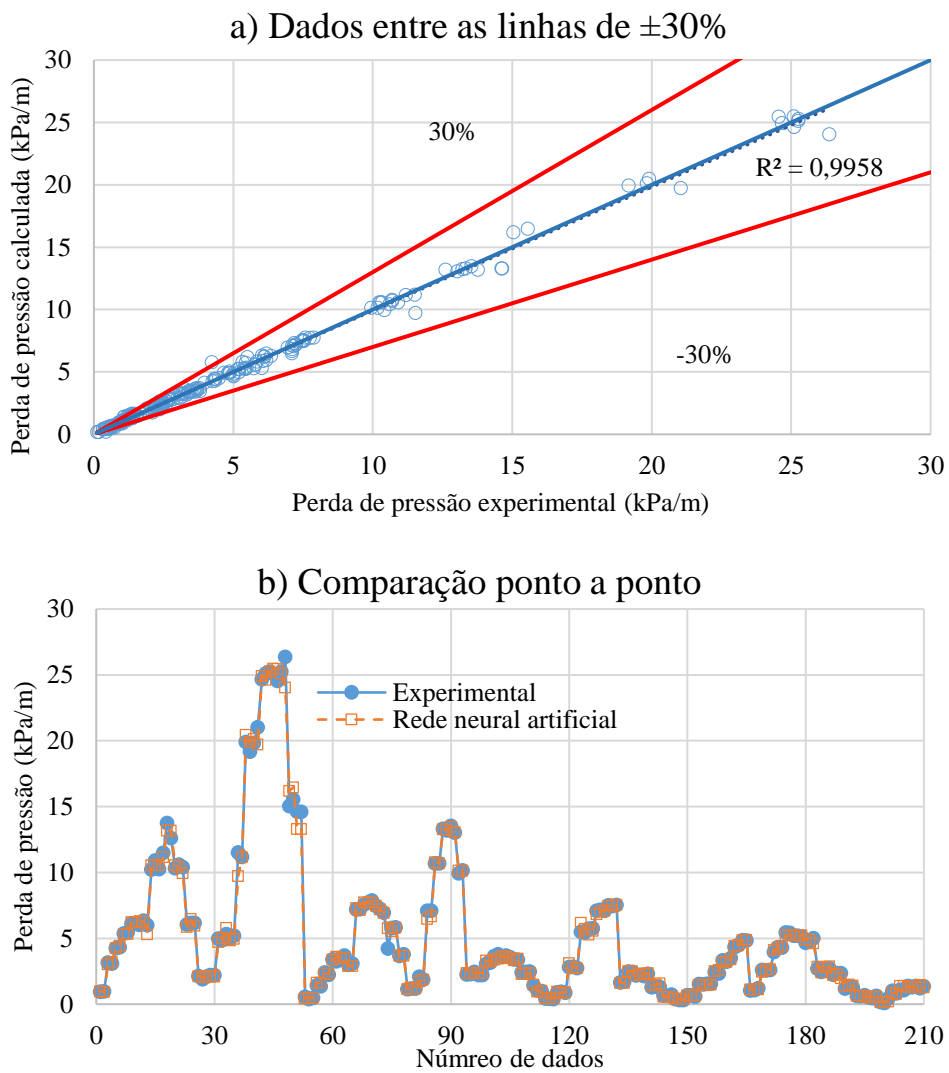 a) Dados entre as linhas de ±30%
Perda de pressão calculada (kPa/m)
30
25
20
15
10
5
0
30%
R² = 0,9958
-30%
0 5 10 15 20 25 30
Perda de pressão experimental (kPa/m)
b) Comparação ponto a ponto
Perda de pressão (kPa/m)
30
25
20
15
10
5
0
Experimental
Rede neural artificial
0 30 60 90 120 150 180 210
Númreo de dados